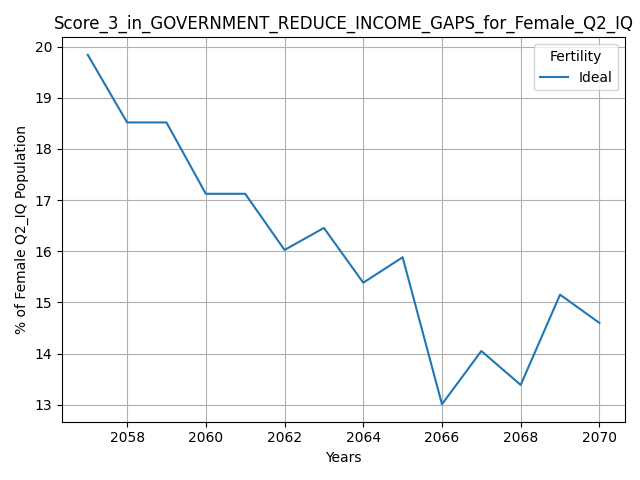 Score_3_in_GOVERNMENT_REDUCE_INCOME_GAPS_for_Female_Q2_IQ
Fertility
Ideal
20
19
18
17
16
15
14
13
% of Female Q2_IQ Population
2058 2060 2062 2064 2066 2068 2070
Years